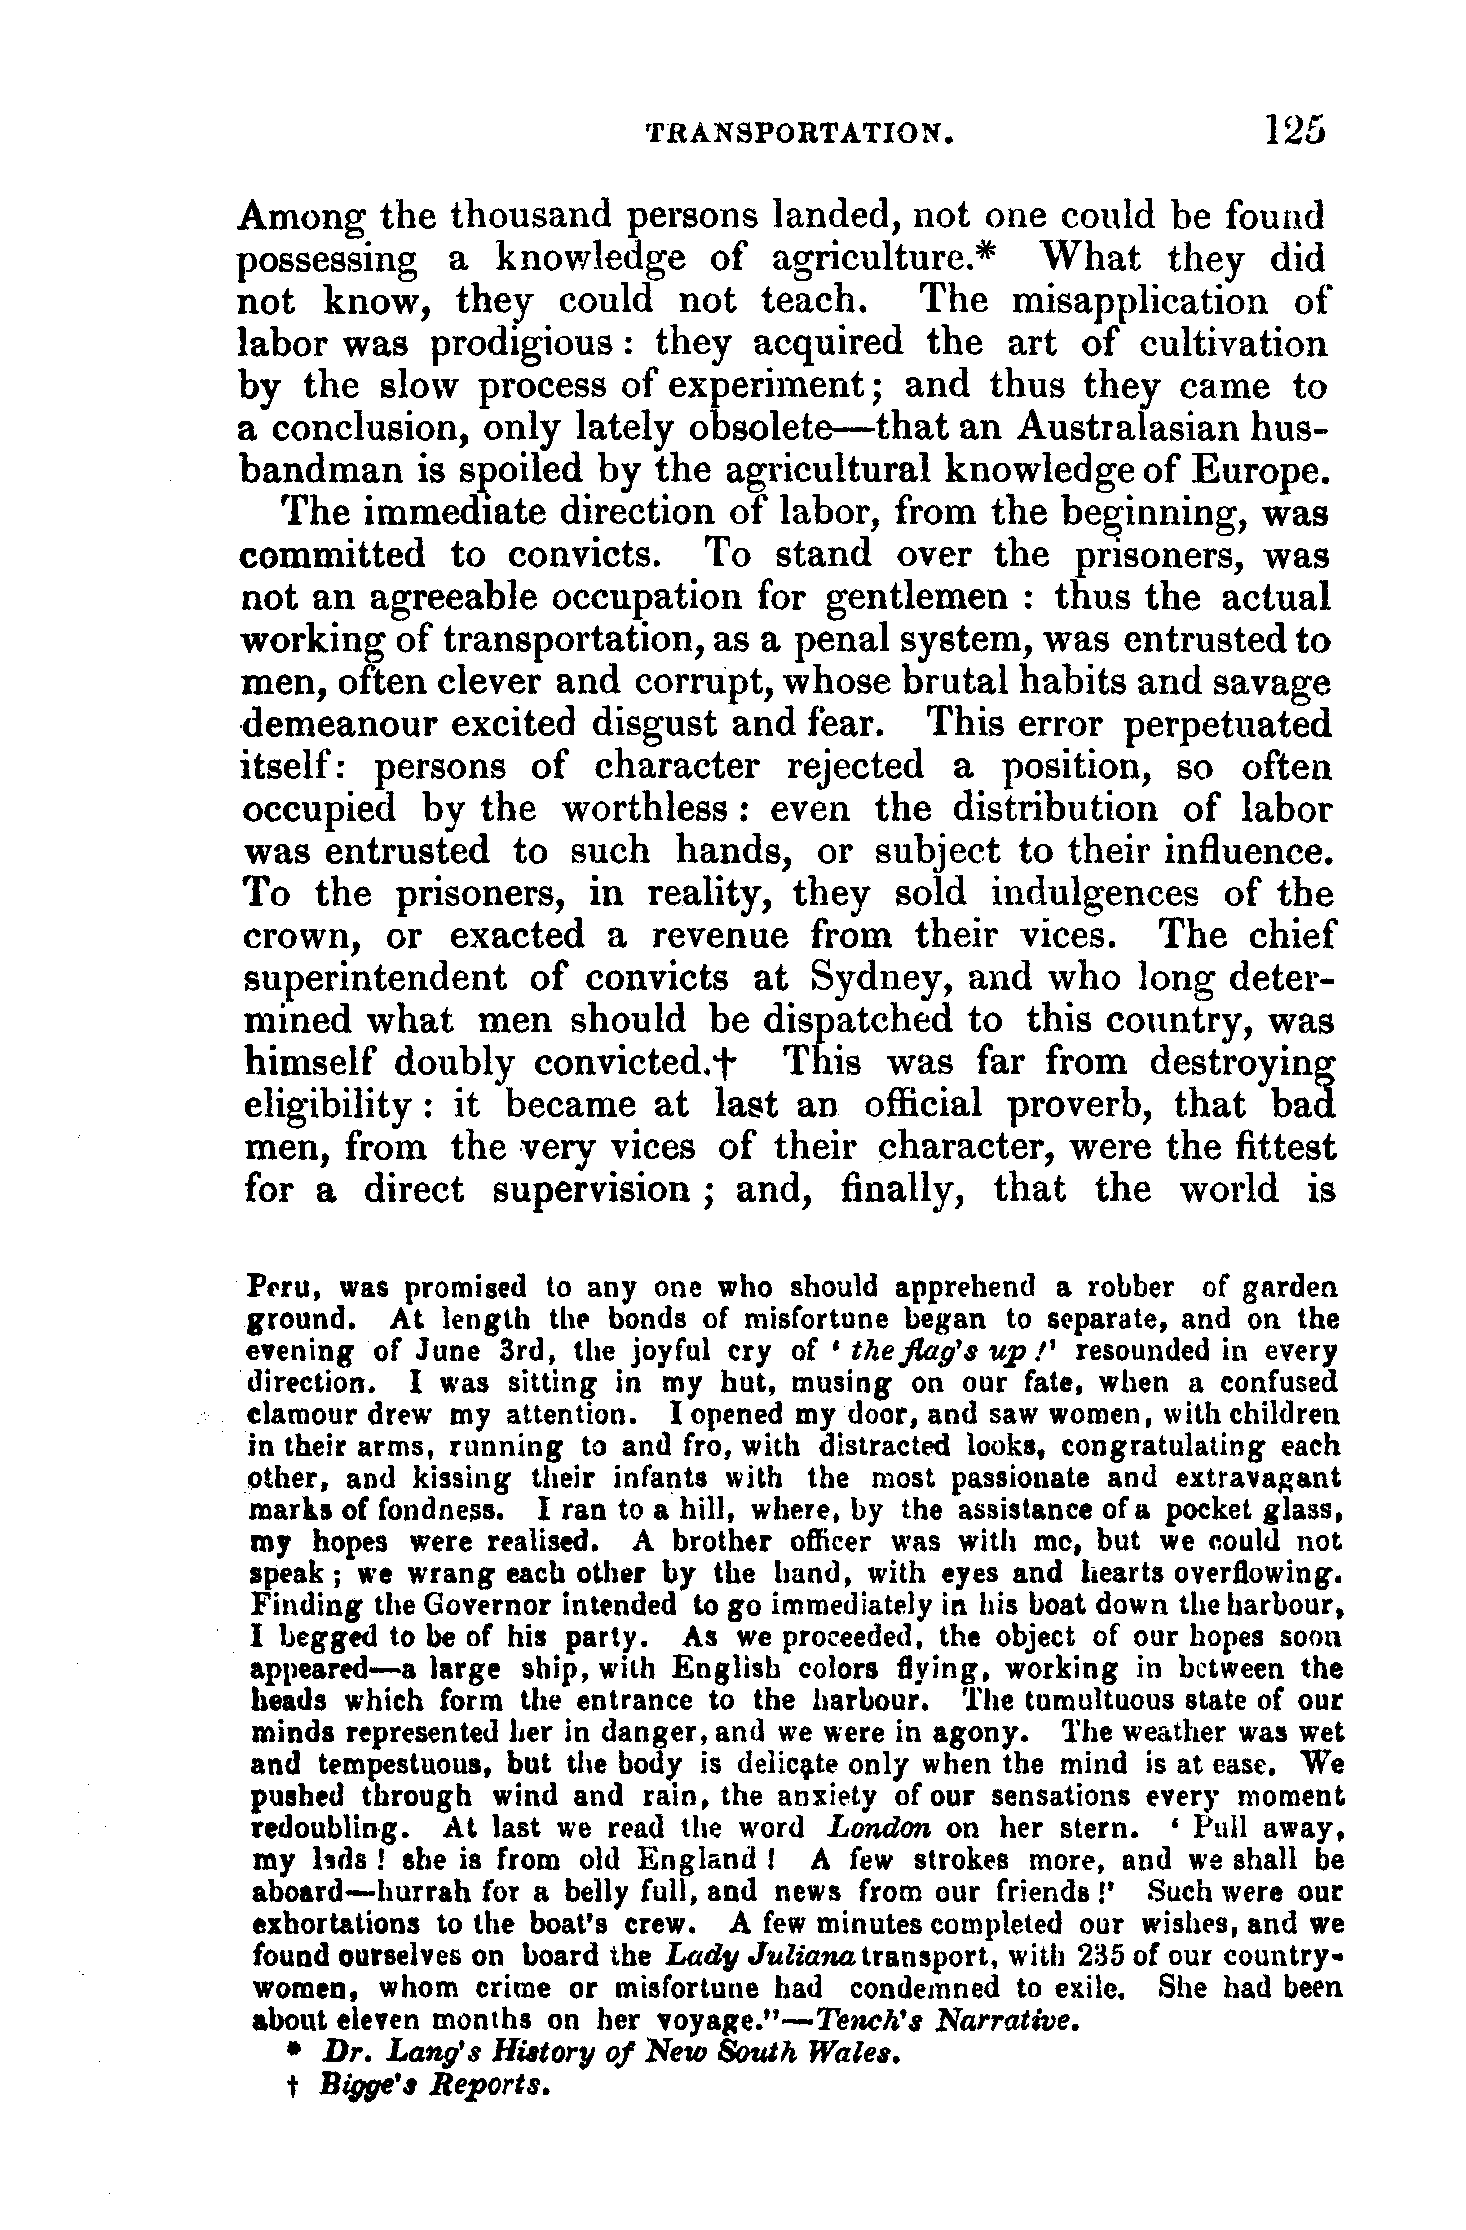 TRANSPORTATION. 125
Among the thousand persons landed, not one could be found
possessing a knowledge of agriculture.* What they did
not know, they could not teach. The misapplication of
labor was prodigious : they acquired the art of cultivation
by the slow process of experiment ; and thus they came to
a conclusion, only lately obsolete—that an Australasian hus-
bandman is spoiled by the agricultural knowledge of Europe.
The immediate direction of labor, from the beginning, was
committed to convicts. To stand over the prisoners, was
not an agreeable occupation for gentlemen : thus the actual
working of transportation, as a penal system, was entrusted to
men, often clever and corrupt, whose brutal habits and savage
demeanour excited disgust and fear. This error perpetuated
itself: persons of character rejected a position, so often
occupied by the worthless : even the distribution of labor
was entrusted to such hands, or subject to their influence.
To the prisoners, in reality, they sold indulgences of the
crown, or exacted a revenue from their vices. The chief
superintendent of convicts at Sydney, and who long deter-
mined what men should be dispatched to this country, was
himself doubly convicted.† This was far from destroying
eligibility : it became at last an official proverb, that bad
men, from the very vices of their character, were the fittest
for a direct supervision ; and, finally, that the world is
Peru, was promised to any one who should apprehend a robber of garden
ground. At length the bonds of misfortune began to separate, and on the
evening of June 3rd, the joyful cry of ‘ the flag’s up !’ resounded in every
direction. I was sitting in my hut, musing on our fate, when a confused
clamour drew my attention. I opened my door, and saw women, with children
in their arms, running to and fro, with distracted looks, congratulating each
other, and kissing their infants with the most passionate and extravagant
marks of fondness. I ran to a hill, where, by the assistance of a pocket glass,
my hopes were realised. A brother officer was with me, but we could not
speak ; we wrang each other by the hand, with eyes and hearts overflowing.
Finding the Governor intended to go immediately in his boat down the harbour,
I begged to be of his party. As we proceeded, the object of our hopes soon
appeared—a large ship, with English colors flying, working in between the
heads which form the entrance to the harbour. The tumultuous state of our
minds represented her in danger, and we were in agony. The weather was wet
and tempestuous, but the body is delicate only when the mind is at ease. We
pushed through wind and rain, the anxiety of our sensations every moment
redoubling. At last we read the word London on her stern. ‘ Pull away,
my lads ! she is from old England ! A few strokes more, and we shall be
aboard—hurrah for a belly full, and news from our friends !’ Such were our
exhortations to the boat’s crew. A few minutes completed our wishes, and we
found ourselves on board the Lady Juliana transport, with 235 of our country-
women, whom crime or misfortune had condemned to exile. She had been
about eleven months on her voyage.”—Tench’s Narrative.
* Dr. Lang’s History of New South Wales.
† Bigge’s Reports.